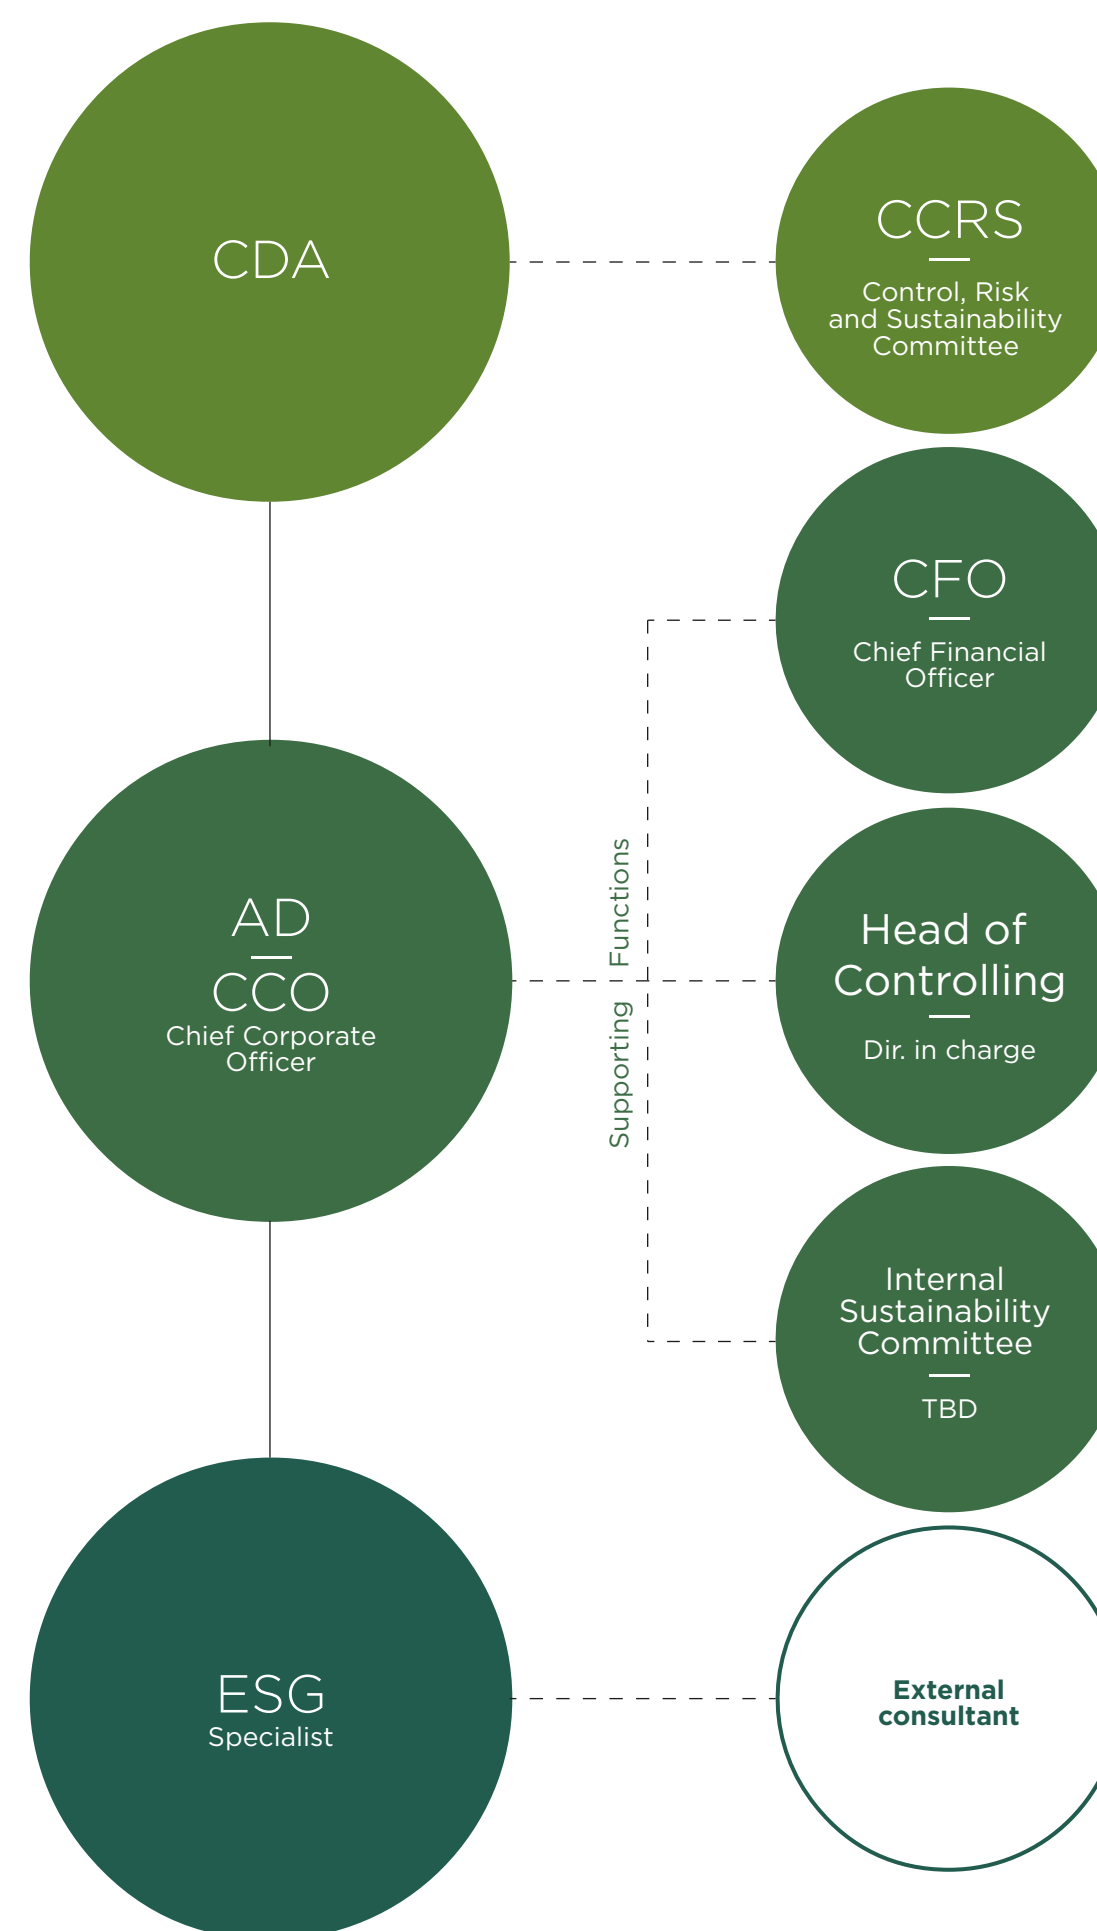 CDA
CCRS
Control, Risk
and Sustainability
Committee
CFO
Chief Financial
Officer
AD
CCO
Chief Corporate
Officer
Supporting Functions
Head of
Controlling
Dir. in charge
Internal
Sustainability
Committee
TBD
ESG
Specialist
External
consultant